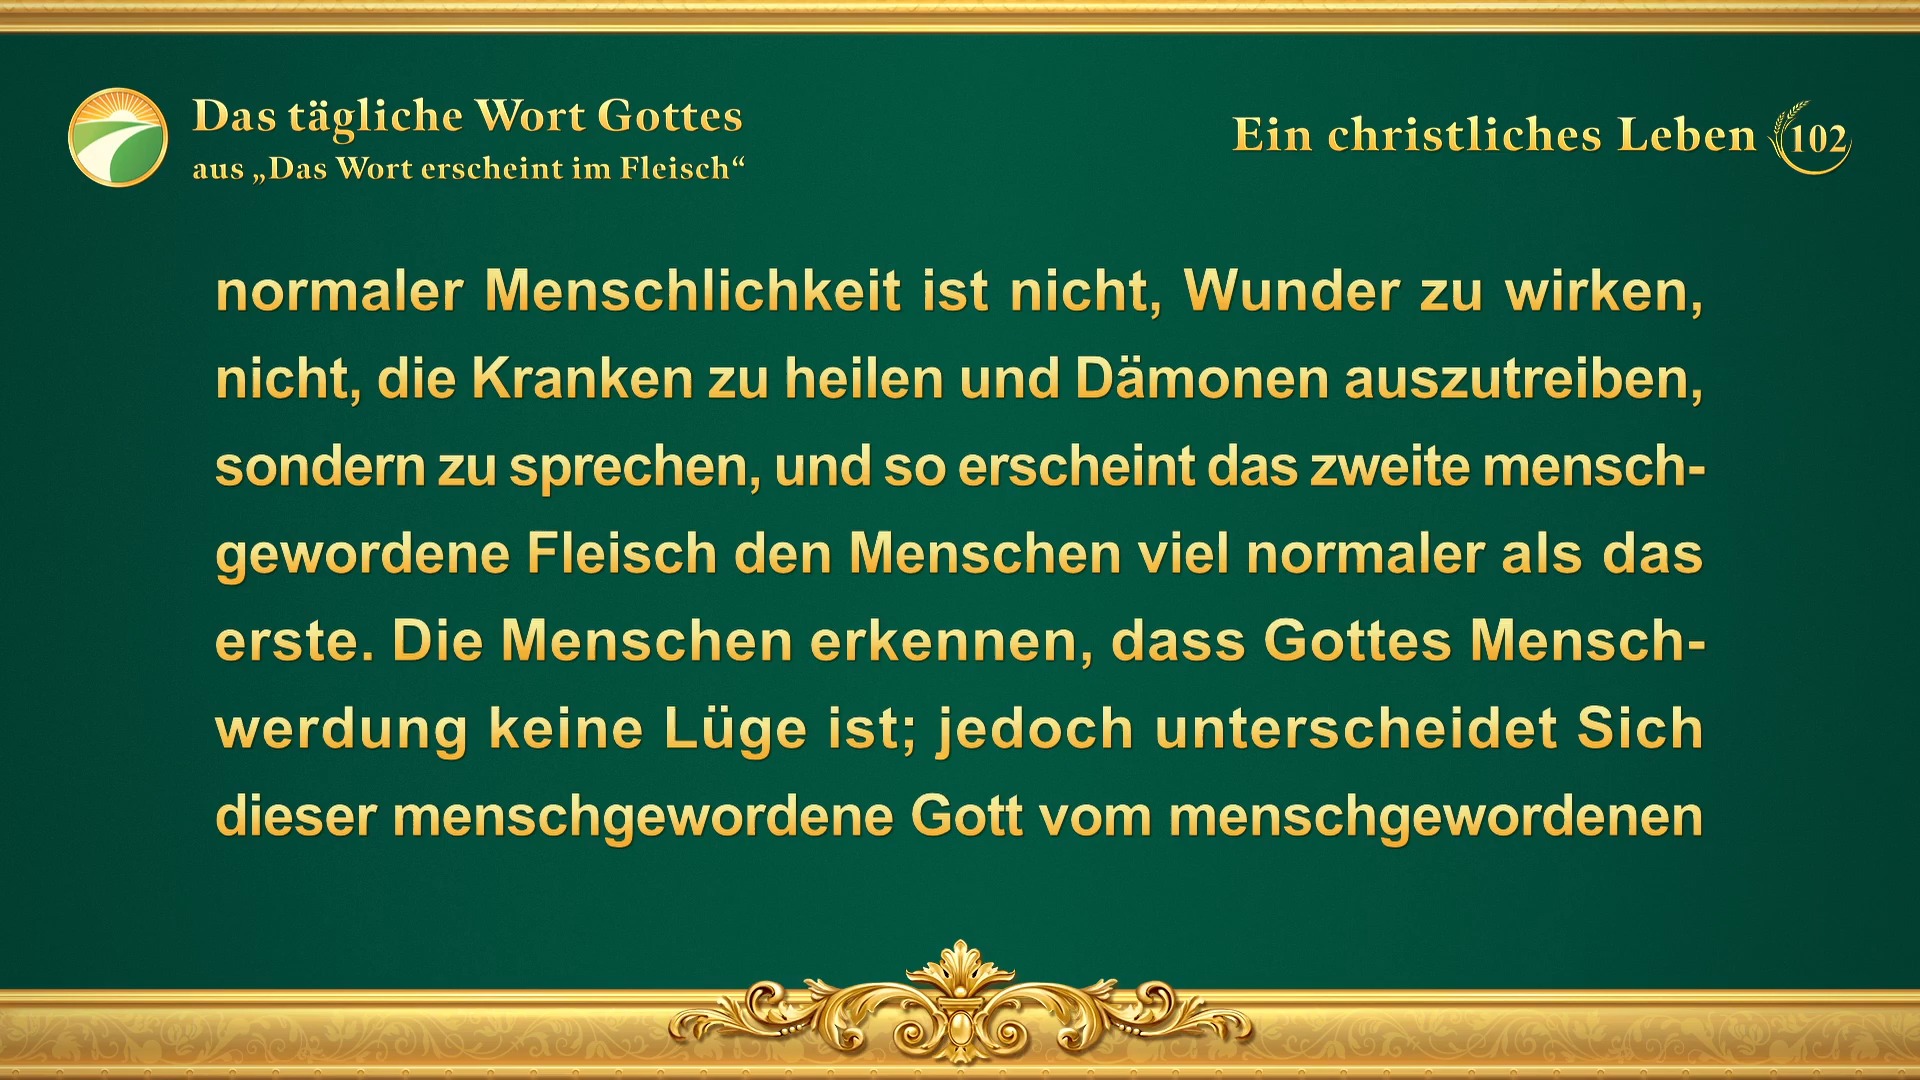 Das tägliche Wort Gottes
aus „Das Wort erscheint im Fleisch“
Ein christliches Leben 102
normaler Menschlichkeit ist nicht, Wunder zu wirken,
nicht, die Kranken zu heilen und Dämonen auszutreiben,
sondern zu sprechen, und so erscheint das zweite mensch-
gewordene Fleisch den Menschen viel normaler als das
erste. Die Menschen erkennen, dass Gottes Mensch-
werdung keine Lüge ist; jedoch unterscheidet Sich
dieser menschgewordene Gott vom menschgewordenen